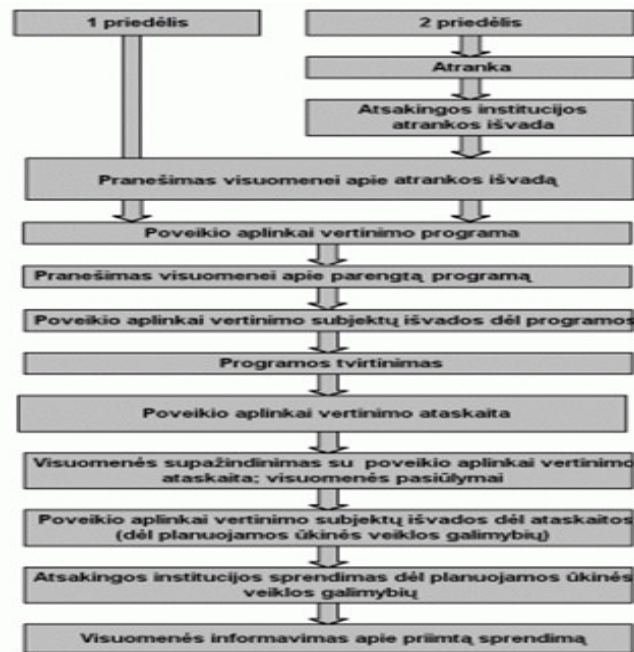 1 priedėlis
2 priedėlis
Atranka
Atsakingos institucijos
atrankos išvada
Pranešimas visuomenei apie atrankos išvadą
Poveikio aplinkai vertinimo programa
Pranešimas visuomenei apie parengtą programą
Poveikio aplinkai vertinimo subjektų išvados dėl programos
Programos tvirtinimas
Poveikio aplinkai vertinimo ataskaita
Visuomenės supažindinimas su poveikio aplinkai vertinimo
ataskaita; visuomenės pasiūlymai
Poveikio aplinkai vertinimo subjektų išvados dėl ataskaitos
(dėl planuojamos ūkinės veiklos galimybių)
Atsakingos institucijos sprendimas dėl planuojamos ūkinės
veiklos galimybių
Visuomenės informavimas apie priimtą sprendimą